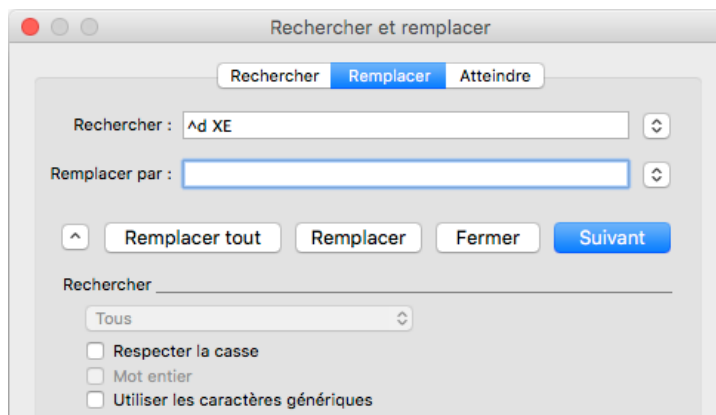 Rechercher et remplacer
Rechercher Remplacer Atteindre
Rechercher : ^d XE
Remplacer par :
^ Remplacer tout Remplacer Fermer Suivant
Rechercher
Tous
Respecter la casse
Mot entier
Utiliser les caractères génériques